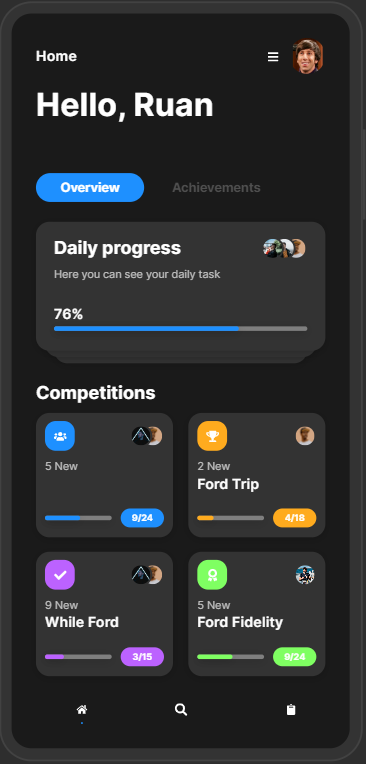 Home
Hello, Ruan
Overview
Achievements
Daily progress
Here you can see your daily task
76%
Competitions
5 New
9/24
2 New
Ford Trip
4/18
9 New
While Ford
3/15
5 New
Ford Fidelity
9/24